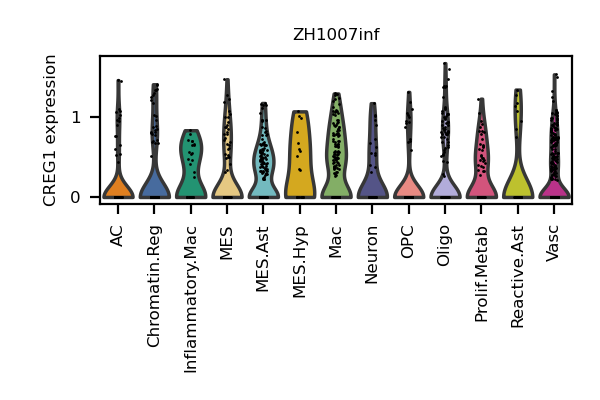 ZH1007inf
CREG1 expression
1
0
AC
Chromatin.Reg
Inflammatory.Mac
MES
MES.Ast
MES.Hyp
Mac
Neuron
OPC
Oligo
Prolif.Metab
Reactive.Ast
Vasc